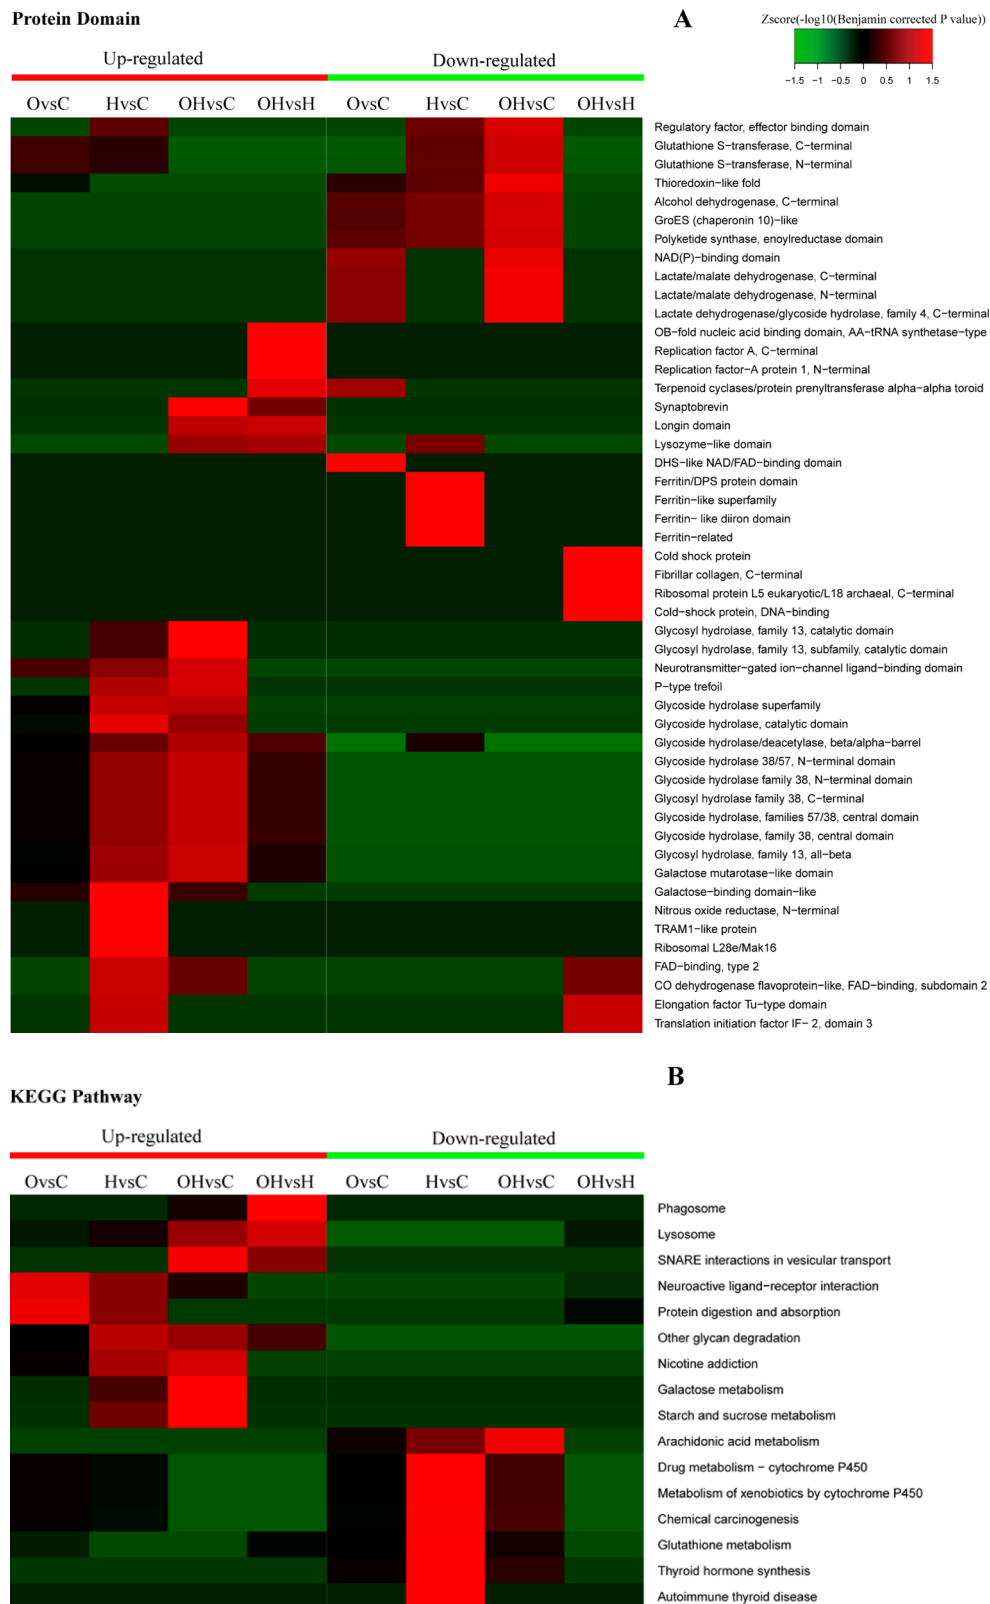 Protein Domain
A
Zscore(-log10(Benjamin corrected P value))
-1.5 -1 -0.5 0 0.5 1 1.5
Up-regulated Down-regulated
OvsC HvsC OHvsC OHvsH OvsC HvsC OHvsC OHvsH
Regulatory factor, effector binding domain
Glutathione S-transferase, C-terminal
Glutathione S-transferase, N-terminal
Thioredoxin-like fold
Alcohol dehydrogenase, C-terminal
GroES (chaperonin 10)-like
Polyketide synthase, enoylreductase domain
NAD(P)-binding domain
Lactate/malate dehydrogenase, C-terminal
Lactate/malate dehydrogenase, N-terminal
Lactate dehydrogenase/glycoside hydrolase, family 4, C-terminal
OB-fold nucleic acid binding domain, AA-tRNA synthetase-type
Replication factor A, C-terminal
Replication factor-A protein 1, N-terminal
Terpenoid cyclases/protein prenyltransferase alpha-alpha toroid
Synaptobrevin
Longin domain
Lysozyme-like domain
DHS-like NAD/FAD-binding domain
Ferritin/DPS protein domain
Ferritin-like superfamily
Ferritin- like diiron domain
Ferritin-related
Cold shock protein
Fibrillar collagen, C-terminal
Ribosomal protein L5 eukaryotic/L18 archaeal, C-terminal
Cold-shock protein, DNA-binding
Glycosyl hydrolase, family 13, catalytic domain
Glycosyl hydrolase, family 13, subfamily, catalytic domain
Neurotransmitter-gated ion-channel ligand-binding domain
P-type trefoil
Glycoside hydrolase superfamily
Glycoside hydrolase, catalytic domain
Glycoside hydrolase/deacetylase, beta/alpha-barrel
Glycoside hydrolase 38/57, N-terminal domain
Glycoside hydrolase family 38, N-terminal domain
Glycosyl hydrolase family 38, C-terminal
Glycoside hydrolase, families 57/38, central domain
Glycoside hydrolase, family 38, central domain
Glycosyl hydrolase, family 13, all-beta
Galactose mutarotase-like domain
Galactose-binding domain-like
Nitrous oxide reductase, N-terminal
TRAM1-like protein
Ribosomal L28e/Mak16
FAD-binding, type 2
CO dehydrogenase flavoprotein-like, FAD-binding, subdomain 2
Elongation factor Tu-type domain
Translation initiation factor IF- 2, domain 3
B
KEGG Pathway
Up-regulated Down-regulated
OvsC HvsC OHvsC OHvsH OvsC HvsC OHvsC OHvsH
Phagosome
Lysosome
SNARE interactions in vesicular transport
Neuroactive ligand-receptor interaction
Protein digestion and absorption
Other glycan degradation
Nicotine addiction
Galactose metabolism
Starch and sucrose metabolism
Arachidonic acid metabolism
Drug metabolism - cytochrome P450
Metabolism of xenobiotics by cytochrome P450
Chemical carcinogenesis
Glutathione metabolism
Thyroid hormone synthesis
Autoimmune thyroid disease